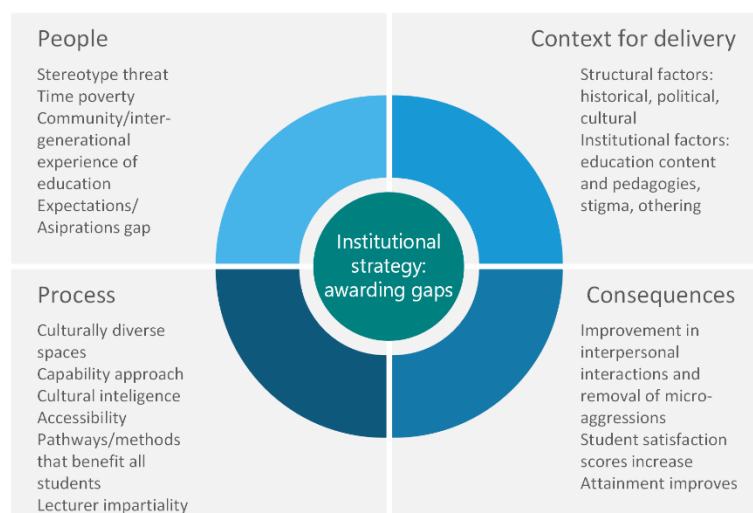 People
Stereotype threat
Time poverty
Community/inter-
generational
experience of
education
Expectations/
Asiprations gap
Context for delivery
Structural factors:
historical, political,
cultural
Institutional factors:
education content
and pedagogies,
stigma, othering
Institutional
strategy:
awarding gaps
Process
Culturally diverse
spaces
Capability approach
Cultural inteligence
Accessibility
Pathways/methods
that benefit all
students
Lecturer impartiality
Consequences
Improvement in
interpersonal
interactions and
removal of micro-
aggressions
Student satisfaction
scores increase
Attainment improves